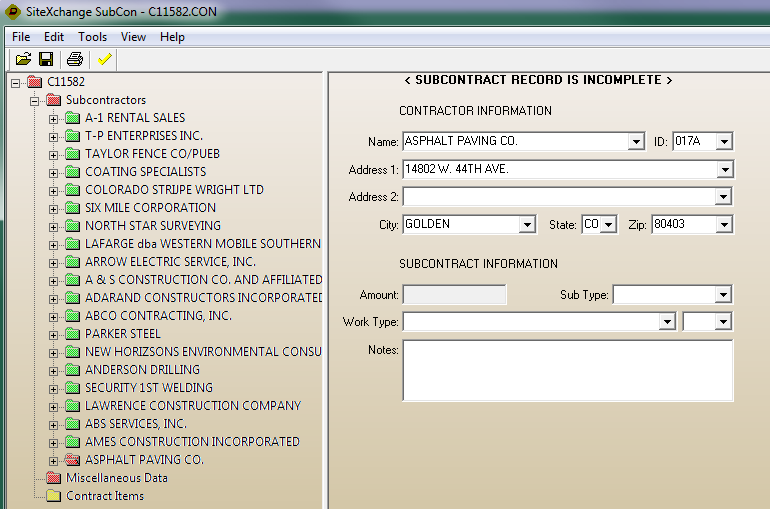 SiteXchange SubCon - C11582.CON
File Edit Tools View Help
C11582
Subcontractors
A-1 RENTAL SALES
T-P ENTERPRISES INC.
TAYLOR FENCE CO/PUEB
COATING SPECIALISTS
COLORADO STRIJPE WRIGHT LTD
SIX MILE CORPORATION
NORTH STAR SURVEYING
LAFARGE dba WESTERN MOBILE SOUTHERN
ARROW ELECTRIC SERVICE, INC.
A & S CONSTRUCTION CO. AND AFFILIATED
ADARAND CONSTRUCTORS INCORPORATED
ABCO CONTRACTING, INC.
PARKER STEEL
NEW HORIZSONS ENVIRONMENTAL CONSU
ANDERSON DRILLING
SECURITY 1ST WELDING
LAWRENCE CONSTRUCTION COMPANY
ABS SERVICES, INC.
AMES CONSTRUCTION INCORPORATED
ASPHALT PAVING CO.
Miscellaneous Data
Contract Items
< SUBCONTRACT RECORD IS INCOMPLETE >
CONTRACTOR INFORMATION
Name: ASPHALT PAVING CO. ID: 017A
Address 1: 14802 W. 44TH AVE.
Address 2:
City: GOLDEN State: CO Zip: 80403
SUBCONTRACT INFORMATION
Amount: Sub Type:
Work Type:
Notes: